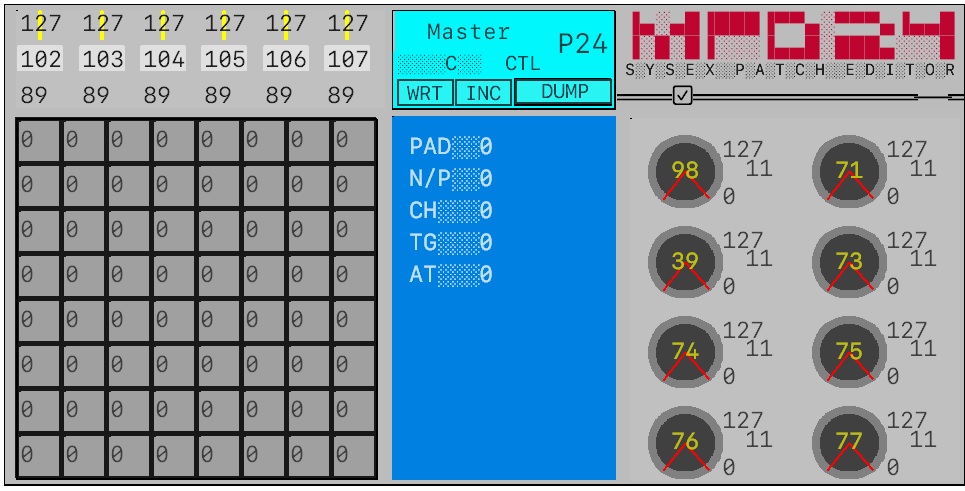 127 127 127 127 127 127
102 103 104 105 106 107
89 89 89 89 89 89
0 0 0 0 0 0 0 0
0 0 0 0 0 0 0 0
0 0 0 0 0 0 0 0
0 0 0 0 0 0 0 0
0 0 0 0 0 0 0 0
0 0 0 0 0 0 0 0
0 0 0 0 0 0 0 0
0 0 0 0 0 0 0 0
Master P24
░░░░░C░░░ CTL
WRT INC DUMP
PAD░░░0
N/P░░░0
CH░░░░0
TG░░░░0
AT░░░░0
MPD24
SYSEX PATCH EDITOR
98 127 11 0 71 127 11 0
39 127 11 0 73 127 11 0
74 127 11 0 75 127 11 0
76 127 11 0 77 127 11 0